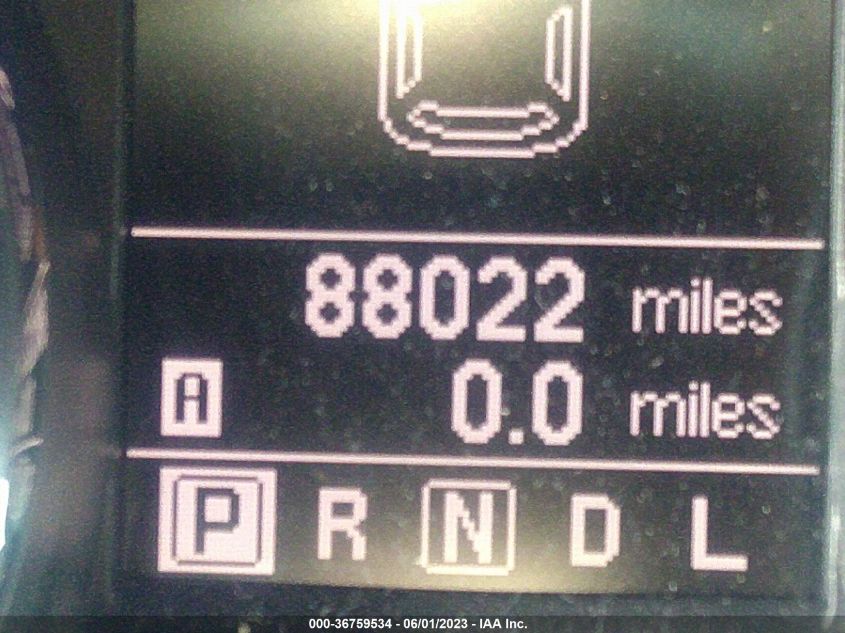 88022 miles
A 0.0 miles
P R N D L
000-36759534 - 06/01/2023 - IAA Inc.